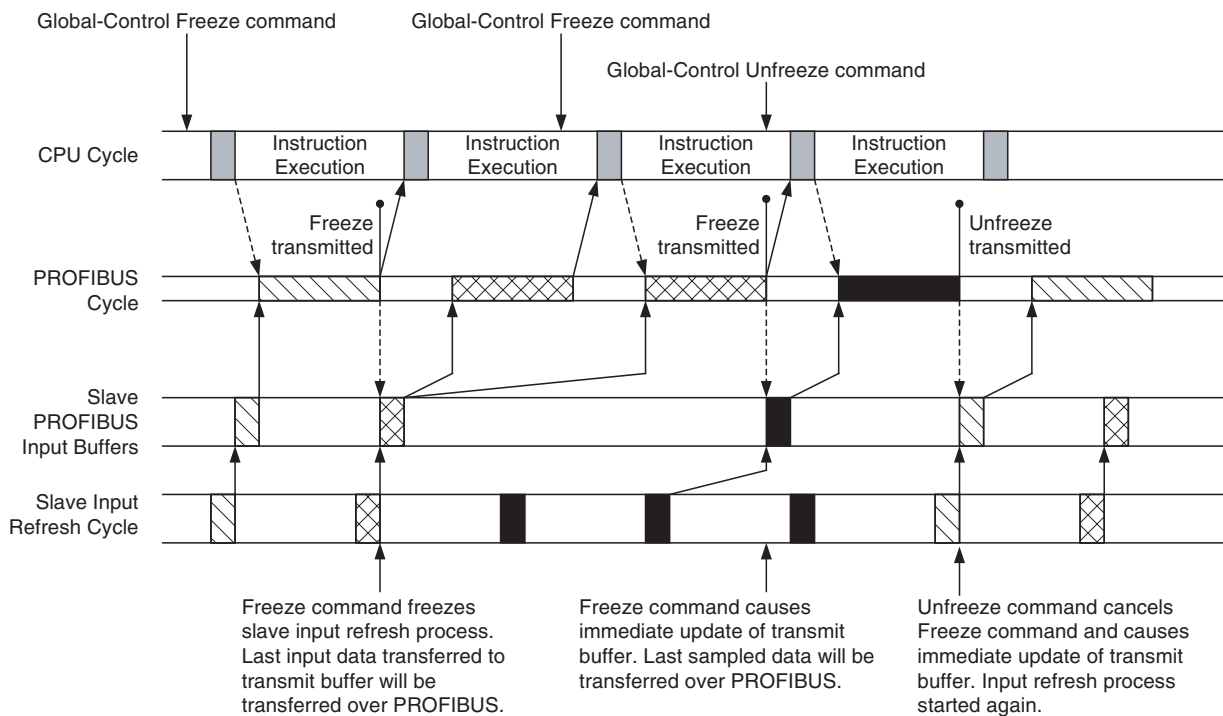 Global-Control Freeze command
Global-Control Freeze command
Global-Control Unfreeze command
CPU Cycle
Instruction
Execution
Instruction
Execution
Instruction
Execution
Instruction
Execution
Freeze
transmitted
Freeze
transmitted
Unfreeze
transmitted
PROFIBUS
Cycle
Slave
PROFIBUS
Input Buffers
Slave Input
Refresh Cycle
Freeze command freezes
slave input refresh process.
Last input data transferred to
transmit buffer will be
transferred over PROFIBUS.
Freeze command causes
immediate update of transmit
buffer. Last sampled data will be
transferred over PROFIBUS.
Unfreeze command cancels
Freeze command and causes
immediate update of transmit
buffer. Input refresh process
started again.